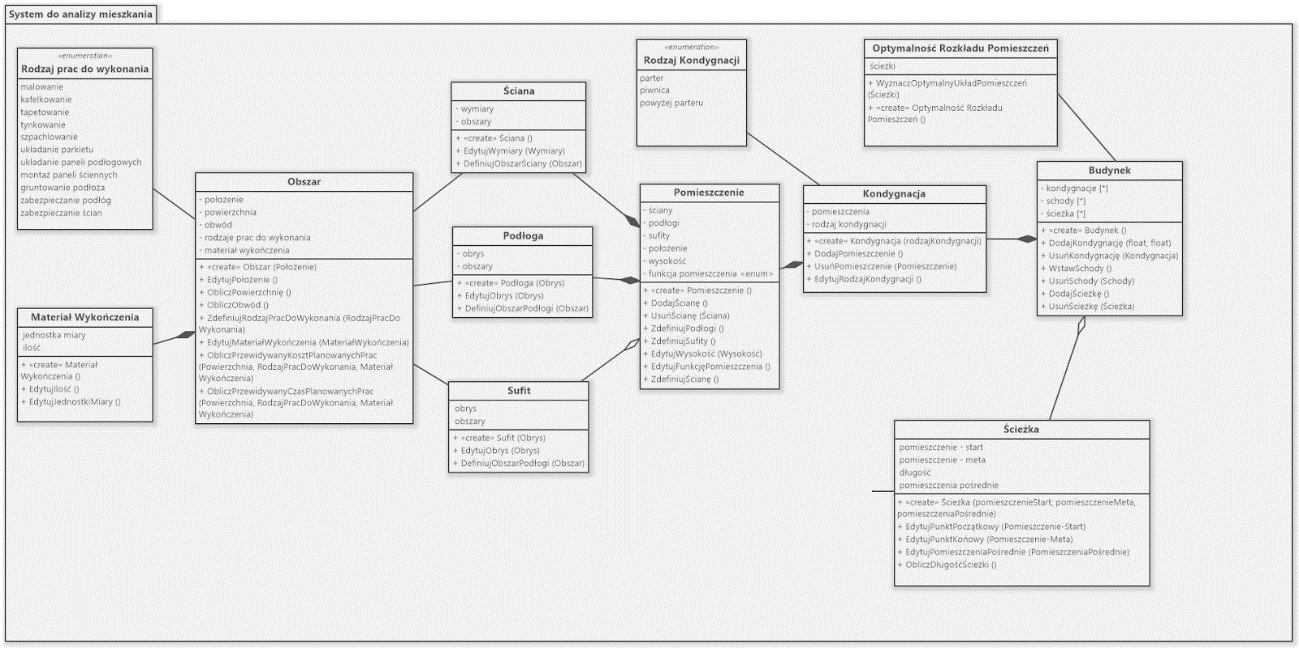 System do analizy mieszkania
«enumeration»
Rodzaj prac do wykonania
malowanie
kafelkowanie
tapetowanie
tynkowanie
szpachlowanie
układanie parkietu
układanie paneli podłogowych
montaż paneli ściennych
gruntowanie podłoża
zabezpieczanie podłóg
zabezpieczanie ścian
Materiał Wykończenia
jednostka miary
ilość
+ «create» Materiał
Wykończenia ()
+ EdytujIlość ()
+ EdytujJednostkiMiary ()
Obszar
- położenie
- powierzchnia
- obwód
- rodzaje prac do wykonania
- materiał wykończenia
+ «create» Obszar (Położenie)
+ EdytujPołożenie ()
+ ObliczPowierzchnię ()
+ ObliczObwód ()
+ ZdefiniujRodzajPracDoWykonania (RodzajPracDo
Wykonania)
+ EdytujMateriałWykończenia (MateriałWykończenia)
+ ObliczPrzewidywanyKosztPlanowanychPrac
(Powierzchnia, RodzajPracDoWykonania, Materiał
Wykończenia)
+ ObliczPrzewidywanyCzasPlanowanychPrac
(Powierzchnia, RodzajPracDoWykonania, Materiał
Wykończenia)
Ściana
- wymiary
- obszary
+ «create» Ściana ()
+ EdytujWymiary (Wymiary)
+ DefiniujObszarŚciany (Obszar)
Podłoga
- obrys
- obszary
+ «create» Podłoga (Obrys)
+ EdytujObrys (Obrys)
+ DefiniujObszarPodłogi (Obszar)
Sufit
obrys
obszary
+ «create» Sufit (Obrys)
+ EdytujObrys (Obrys)
+ DefiniujObszarPodłogi (Obszar)
«enumeration»
Rodzaj Kondygnacji
parter
piwnica
powyżej parteru
Pomieszczenie
- ściany
- podłogi
- sufity
- położenie
- wysokość
- funkcja pomieszczenia <enum>
+ «create» Pomieszczenie ()
+ DodajŚcianę ()
+ UsuńŚcianę (Ściana)
+ ZdefiniujPodłogi ()
+ ZdefiniujSufity ()
+ EdytujWysokość (Wysokość)
+ EdytujFunkcjęPomieszczenia ()
+ ZdefiniujŚcianę ()
Kondygnacja
- pomieszczenia
- rodzaj kondygnacji
+ «create» Kondygnacja (rodzajKondygnacji)
+ DodajPomieszczenie ()
+ UsuńPomieszczenie (Pomieszczenie)
+ EdytujRodzajKondygnacji ()
Optymalność Rozkładu Pomieszczeń
ścieżki
+ WyznaczOptymalnyUkładPomieszczeń
(Ścieżki)
+ «create» Optymalność Rozkładu
Pomieszczeń ()
Budynek
- kondygnacje [*]
- schody [*]
- ścieżka [*]
+ «create» Budynek ()
+ DodajKondygnację (float, float)
+ UsuńKondygnację (Kondygnacja)
+ WstawSchody ()
+ UsuńSchody (Schody)
+ DodajŚcieżkę ()
+ UsuńŚcieżkę (Ścieżka)
Ścieżka
pomieszczenie - start
pomieszczenie - meta
długość
pomieszczenia pośrednie
+ «create» Ścieżka (pomieszczenieStart, pomieszczenieMeta,
pomieszczeniaPośrednie)
+ EdytujPunktPoczątkowy (Pomieszczenie-Start)
+ EdytujPunktKońowy (Pomieszczenie-Meta)
+ EdytujPomieszczeniaPośrednie (PomieszczeniaPośrednie)
+ ObliczDługośćŚcieżki ()